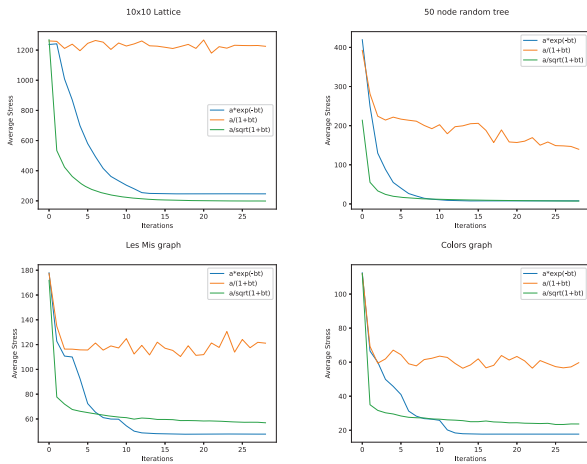 10x10 Lattice
1200
1000
800
600
400
200
Average Stress
0 5 10 15 20 25
Iterations
a*exp(-bt)
a/(1+bt)
a/sqrt(1+bt)
50 node random tree
400
300
200
100
0
Average Stress
0 5 10 15 20 25
Iterations
a*exp(-bt)
a/(1+bt)
a/sqrt(1+bt)
Les Mis graph
180
160
140
120
100
80
60
Average Stress
0 5 10 15 20 25
Iterations
a*exp(-bt)
a/(1+bt)
a/sqrt(1+bt)
Colors graph
100
80
60
40
20
Average Stress
0 5 10 15 20 25
Iterations
a*exp(-bt)
a/(1+bt)
a/sqrt(1+bt)